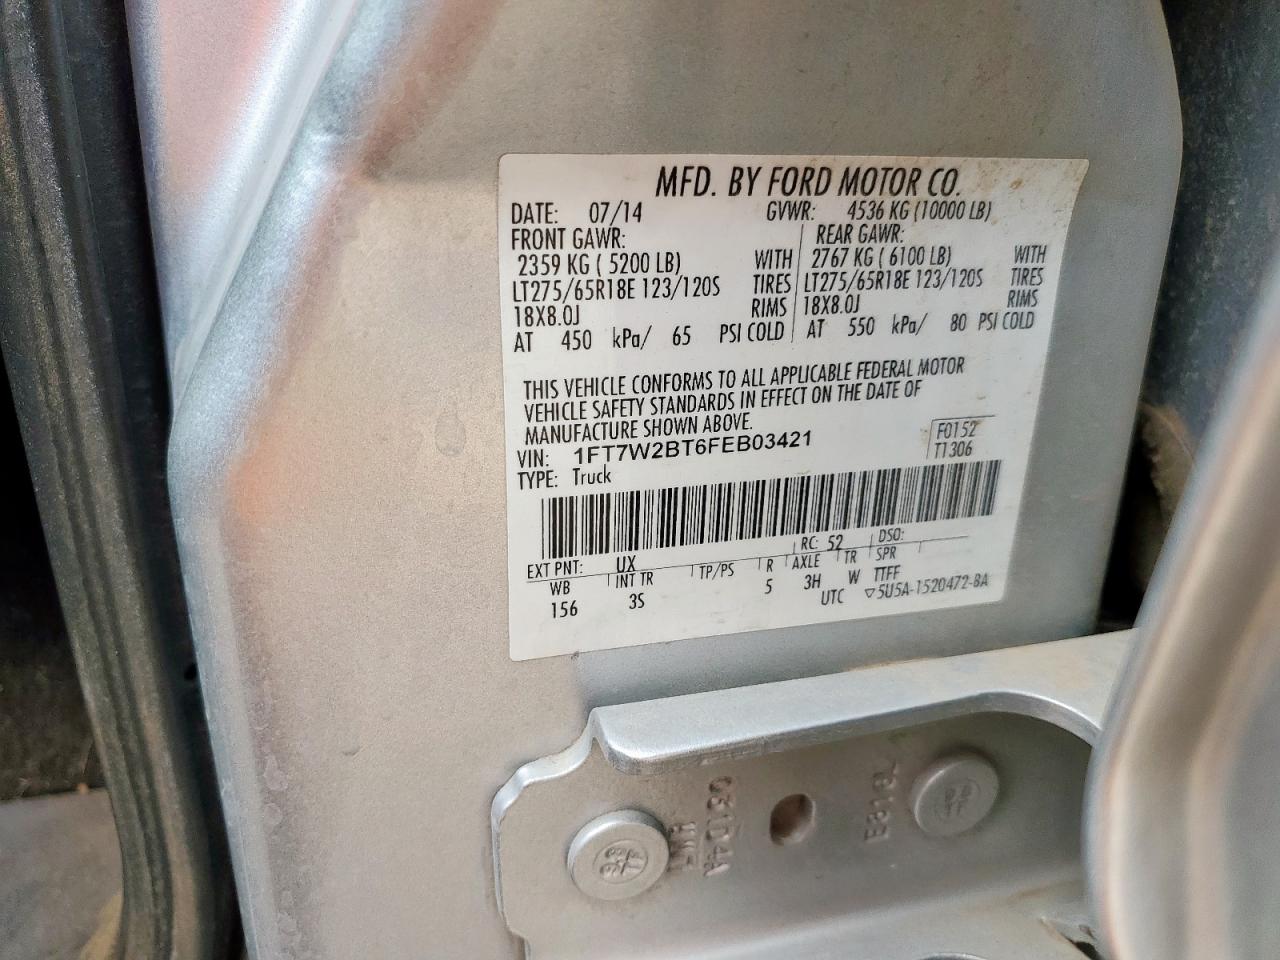 MFD. BY FORD MOTOR CO.
DATE: 07/14 GVWR: 4536 KG (10000 LB)
FRONT GAWR: REAR GAWR:
2359 KG ( 5200 LB) WITH 2767 KG ( 6100 LB) WITH
LT275/65R18E 123/120S TIRES LT275/65R18E 123/120S TIRES
18X8.0J RIMS 18X8.0J RIMS
AT 450 kPa/ 65 PSI COLD AT 550 kPa/ 80 PSI COLD
THIS VEHICLE CONFORMS TO ALL APPLICABLE FEDERAL MOTOR
VEHICLE SAFETY STANDARDS IN EFFECT ON THE DATE OF
MANUFACTURE SHOWN ABOVE.
VIN: 1FT7W2BT6FEB03421 F0152
TYPE: Truck T1306
EXT PNT: UX RC: 52 DSO:
WB INT TR TP/PS R AXLE TR SPR
156 3S 5 3H W TTFF
UTC ▽5U5A-1520472-BA